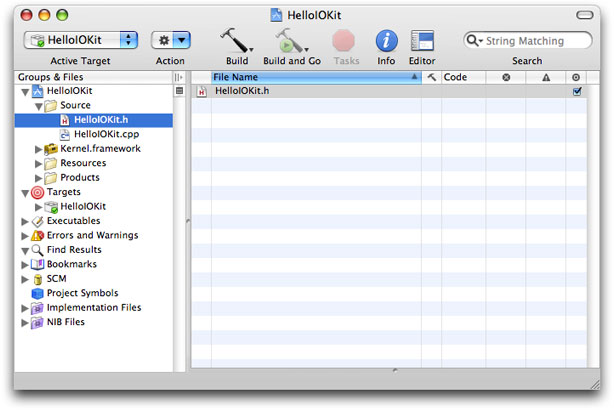 HelloIOKit
HelloIOKit
Active Target
Action
Build
Build and Go
Tasks
Info
Editor
String Matching
Search
Groups & Files
File Name
Code
HelloIOKit
HelloIOKit.h
Source
HelloIOKit.h
HelloIOKit.cpp
Kernel.framework
Resources
Products
Targets
HelloIOKit
Executables
Errors and Warnings
Find Results
Bookmarks
SCM
Project Symbols
Implementation Files
NIB Files